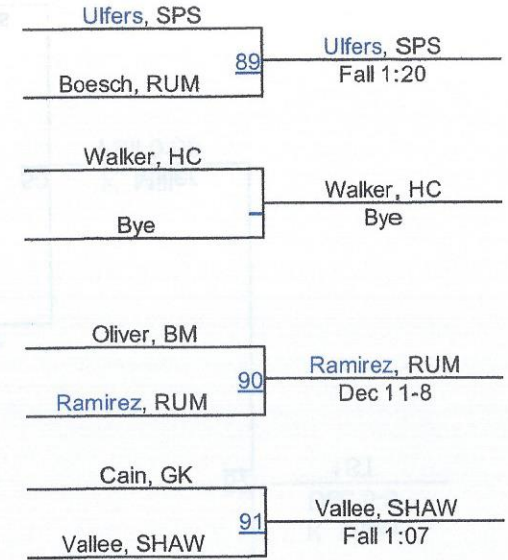 Ulfers, SPS
89
Ulfers, SPS
Fall 1:20
Boesch, RUM
Walker, HC
Walker, HC
Bye
Bye
Oliver, BM
90
Ramirez, RUM
Dec 11-8
Ramirez, RUM
Cain, GK
91
Vallee, SHAW
Fall 1:07
Vallee, SHAW